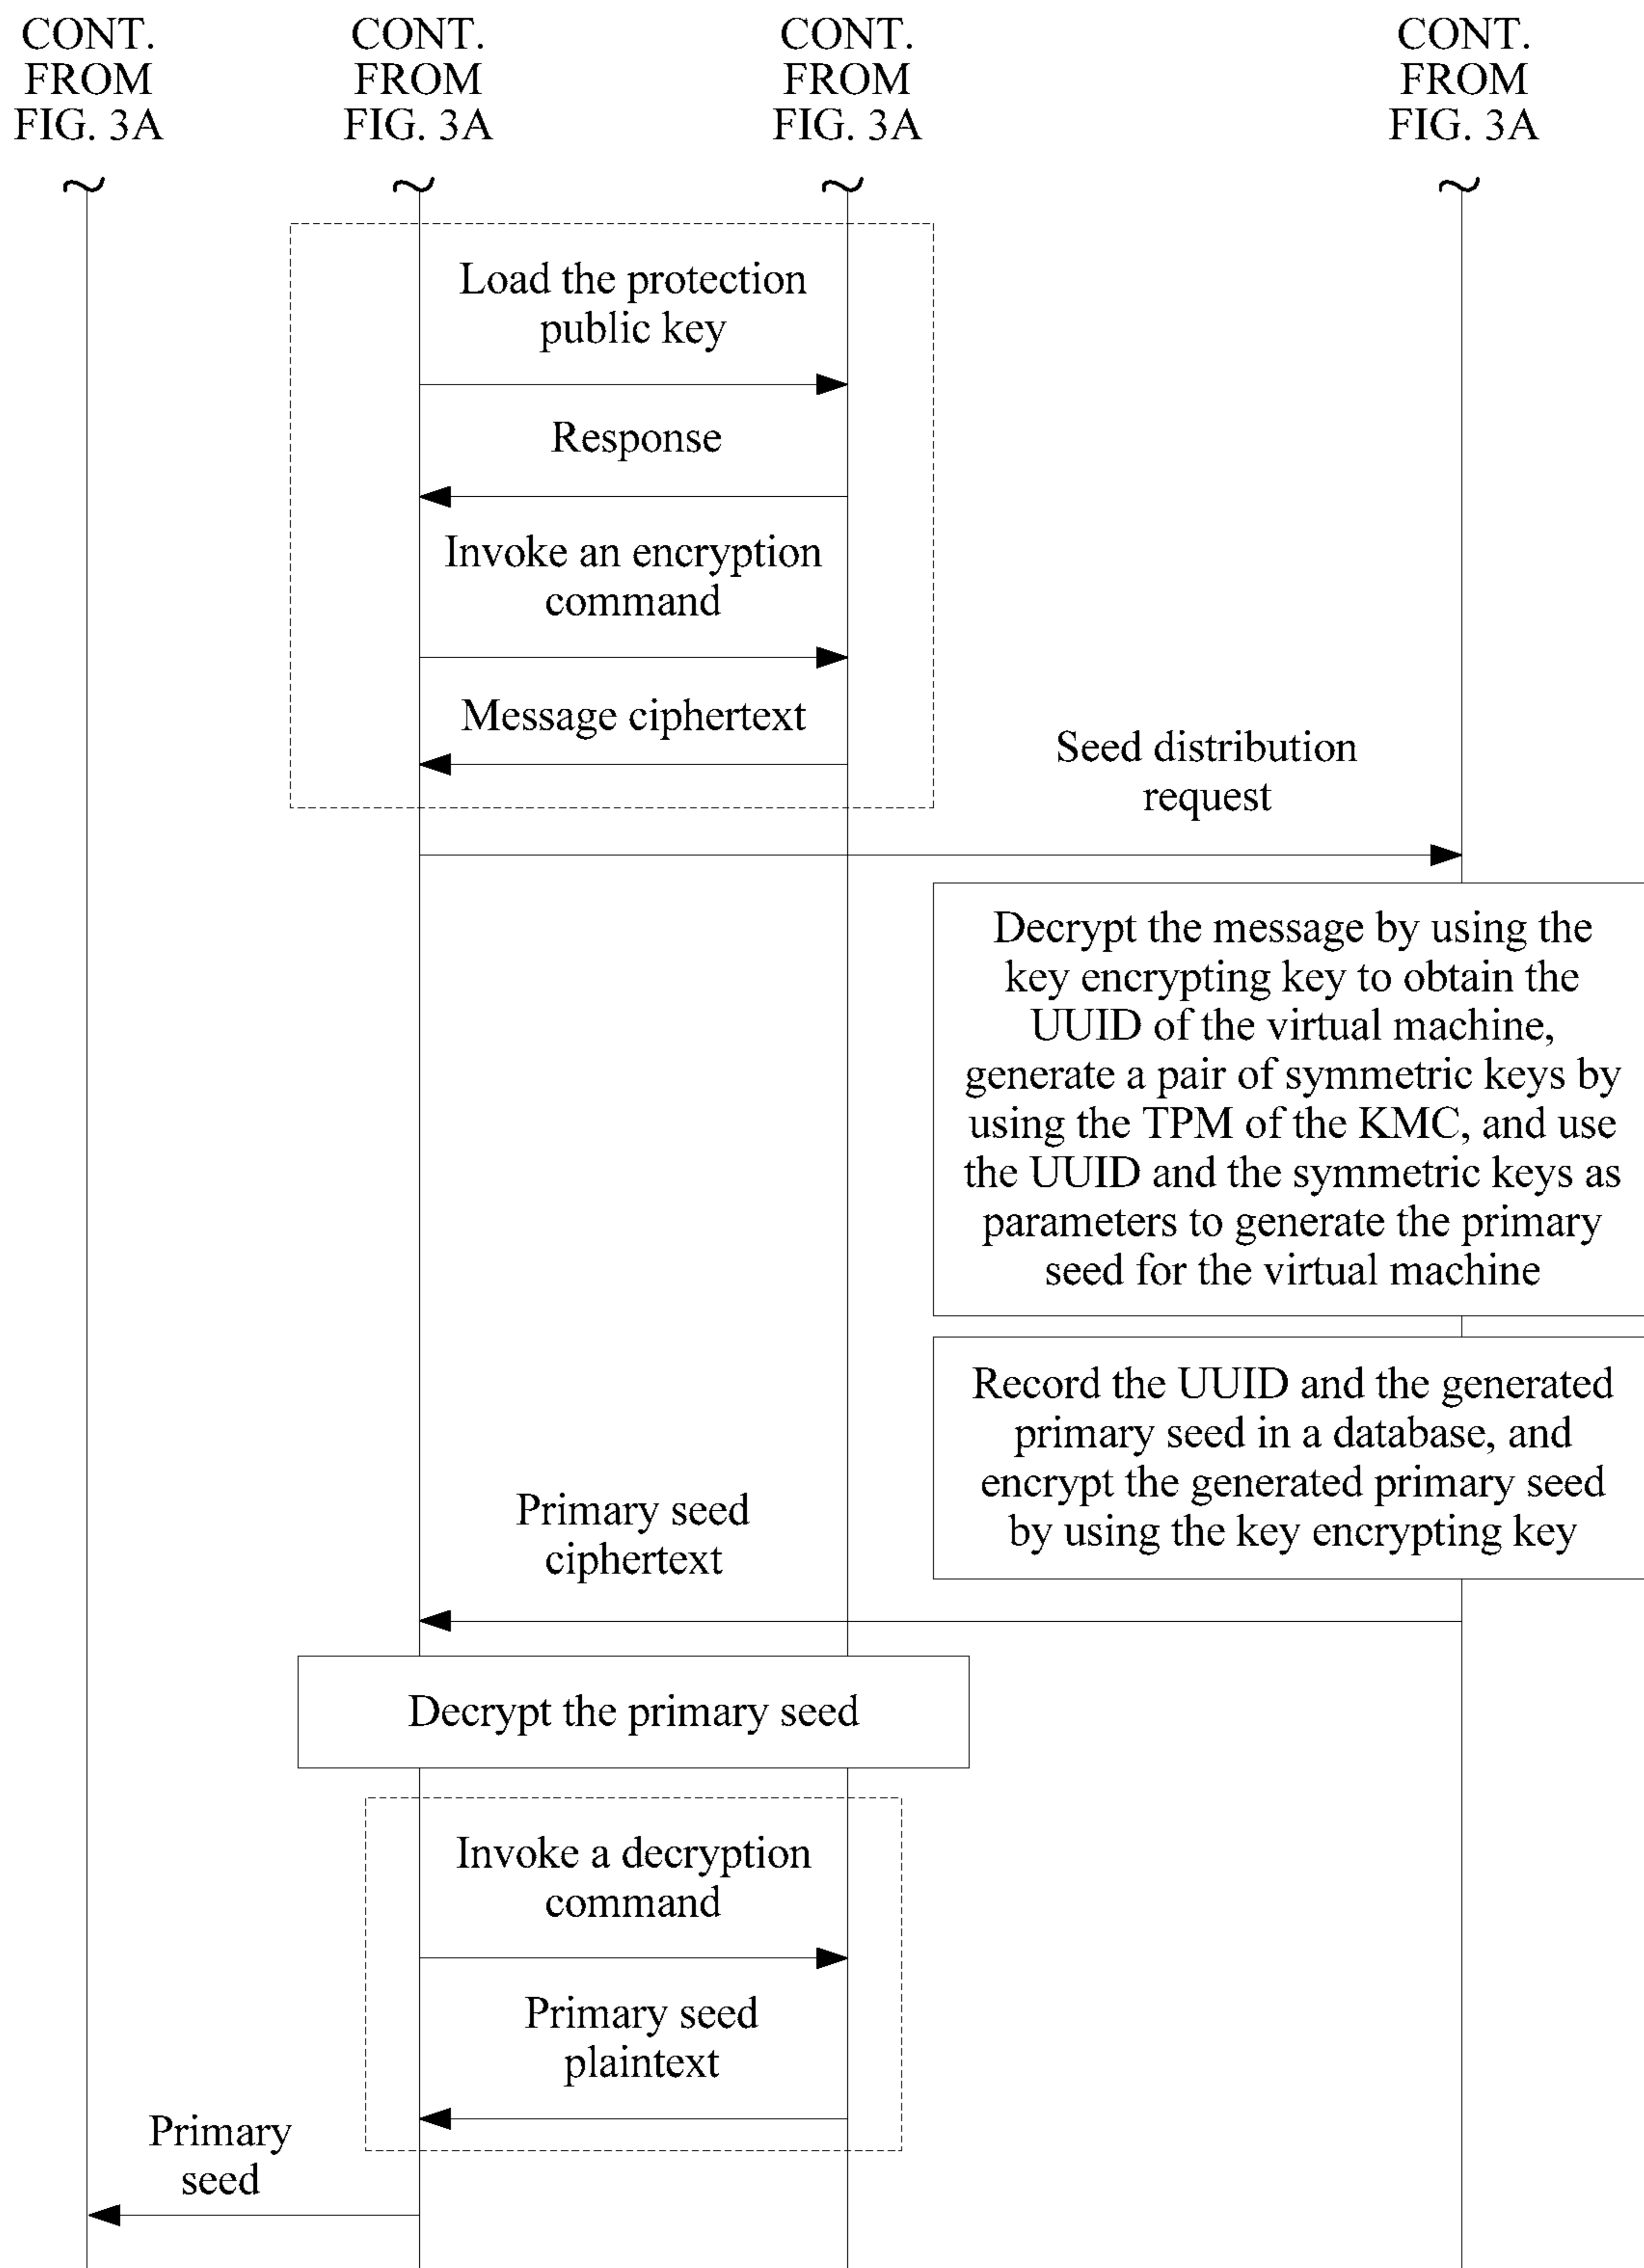 CONT.
FROM
FIG. 3A
CONT.
FROM
FIG. 3A
CONT.
FROM
FIG. 3A
CONT.
FROM
FIG. 3A
Load the protection
public key
Response
Invoke an encryption
command
Message ciphertext
Seed distribution
request
Decrypt the message by using the
key encrypting key to obtain the
UUID of the virtual machine,
generate a pair of symmetric keys by
using the TPM of the KMC, and use
the UUID and the symmetric keys as
parameters to generate the primary
seed for the virtual machine
Record the UUID and the generated
primary seed in a database, and
encrypt the generated primary seed
by using the key encrypting key
Primary seed
ciphertext
Decrypt the primary seed
Invoke a decryption
command
Primary seed
plaintext
Primary
seed